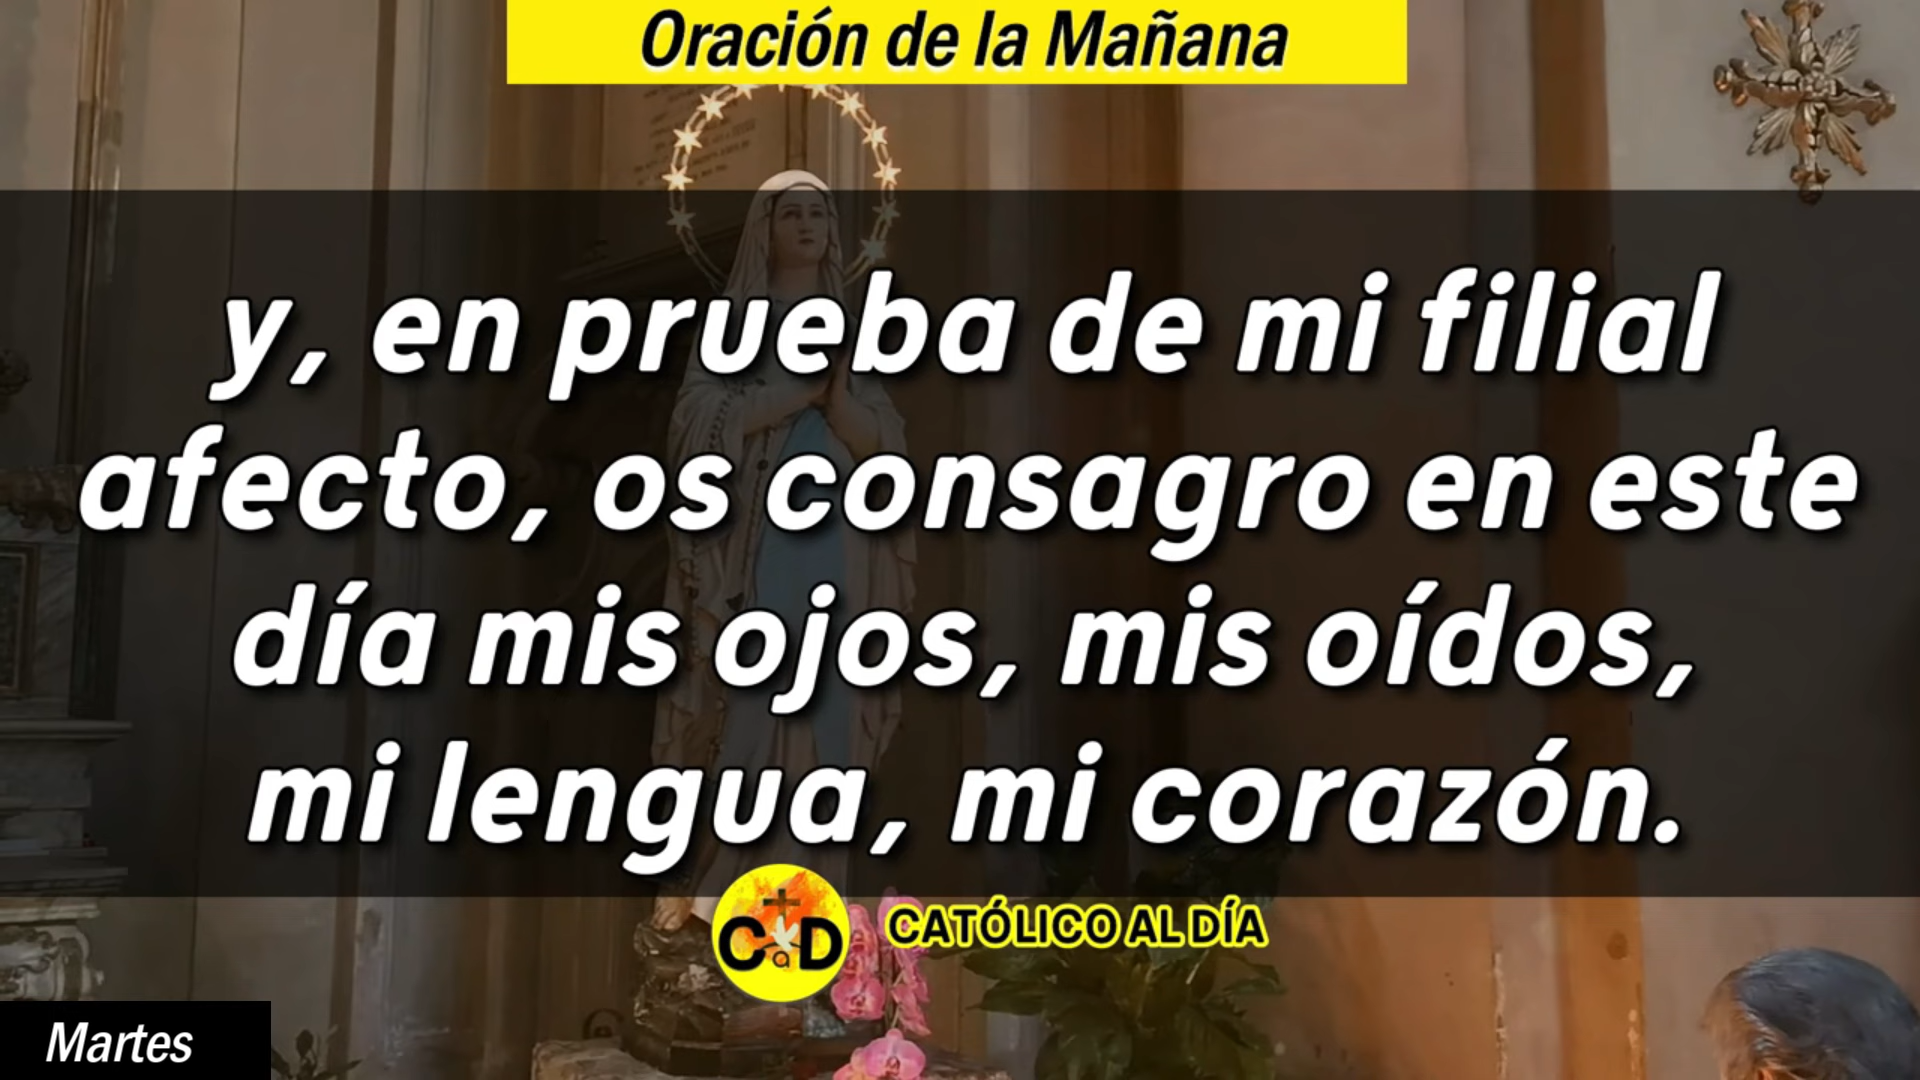 Oración de la Mañana
y, en prueba de mi filial
afecto, os consagro en este
día mis ojos, mis oídos,
mi lengua, mi corazón.
CaD
CATÓLICO AL DÍA
Martes